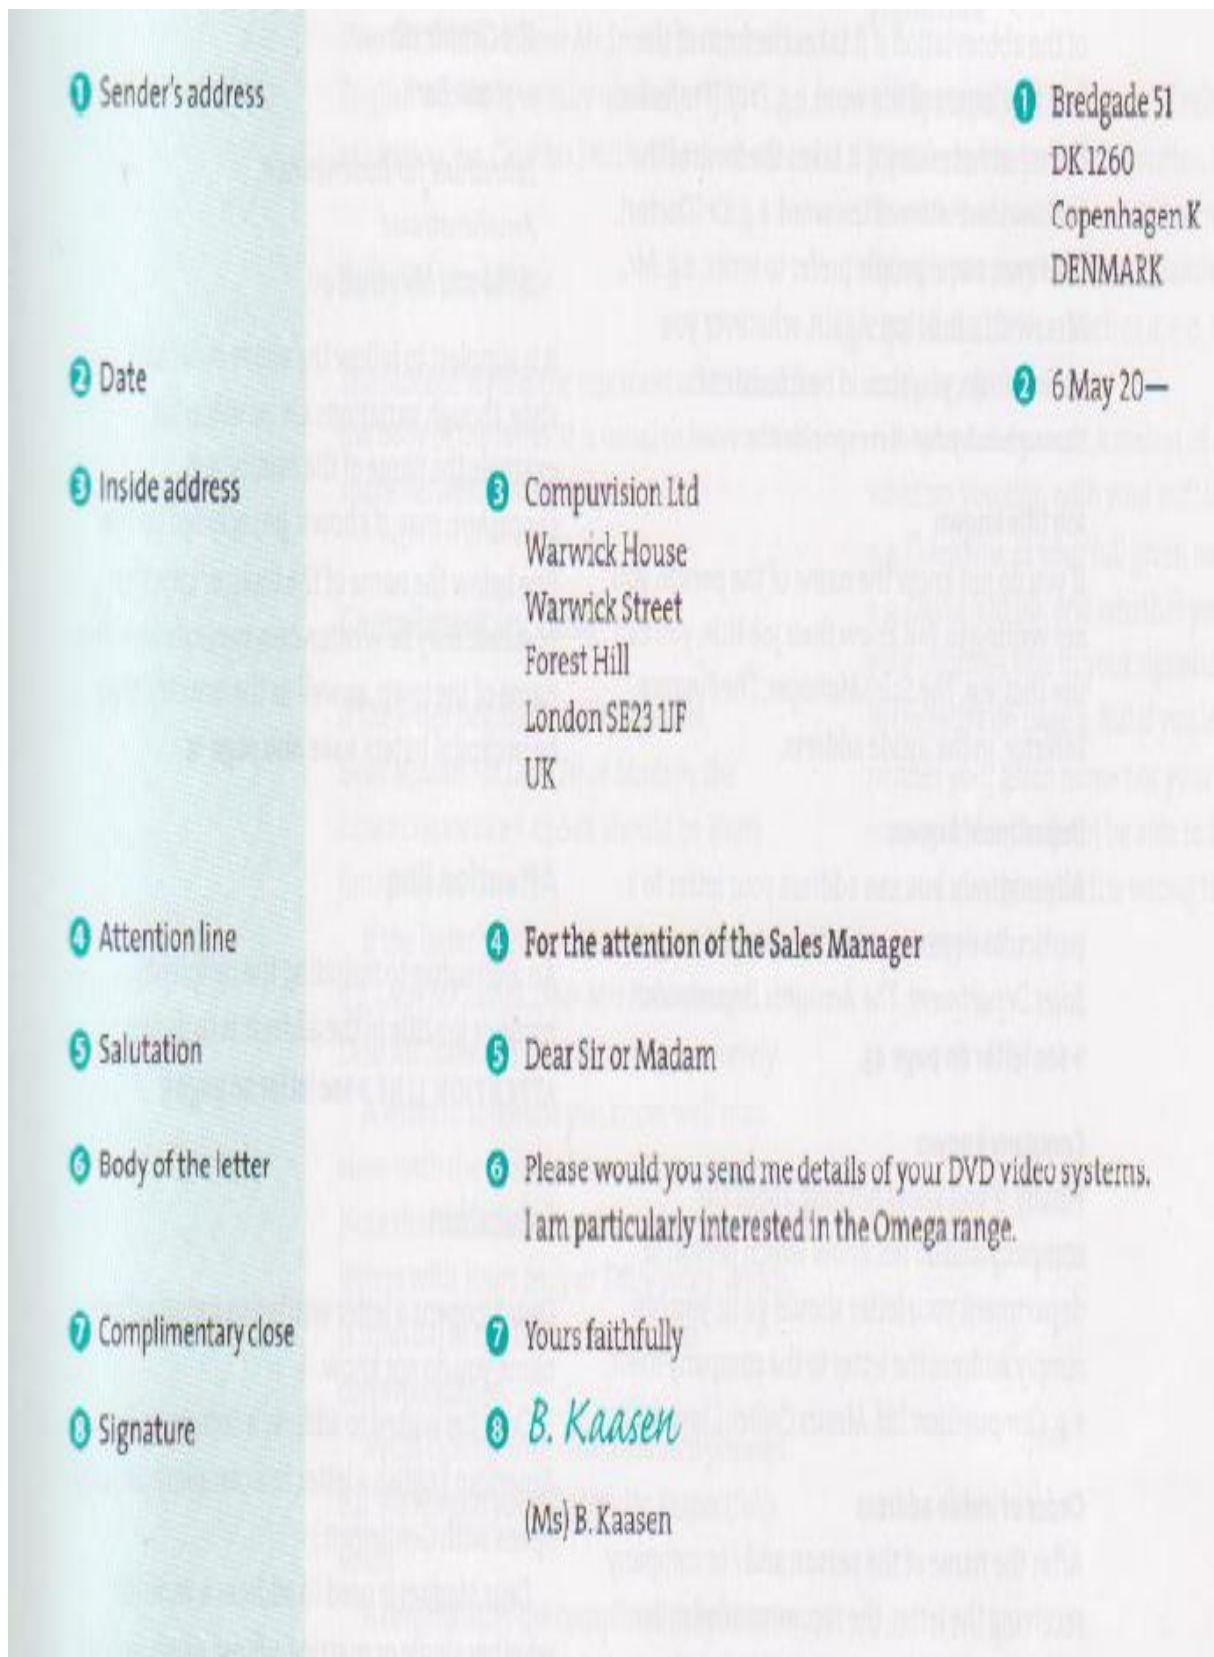 1 Sender's address
1 Bredgade 51
DK 1260
Copenhagen K
DENMARK
2 Date
2 6 May 20—
3 Inside address
3 Compuvision Ltd
Warwick House
Warwick Street
Forest Hill
London SE23 1JF
UK
4 Attention line
4 For the attention of the Sales Manager
5 Salutation
5 Dear Sir or Madam
6 Body of the letter
6 Please would you send me details of your DVD video systems.
I am particularly interested in the Omega range.
7 Complimentary close
7 Yours faithfully
8 Signature
8 B. Kaasen
(Ms) B. Kaasen